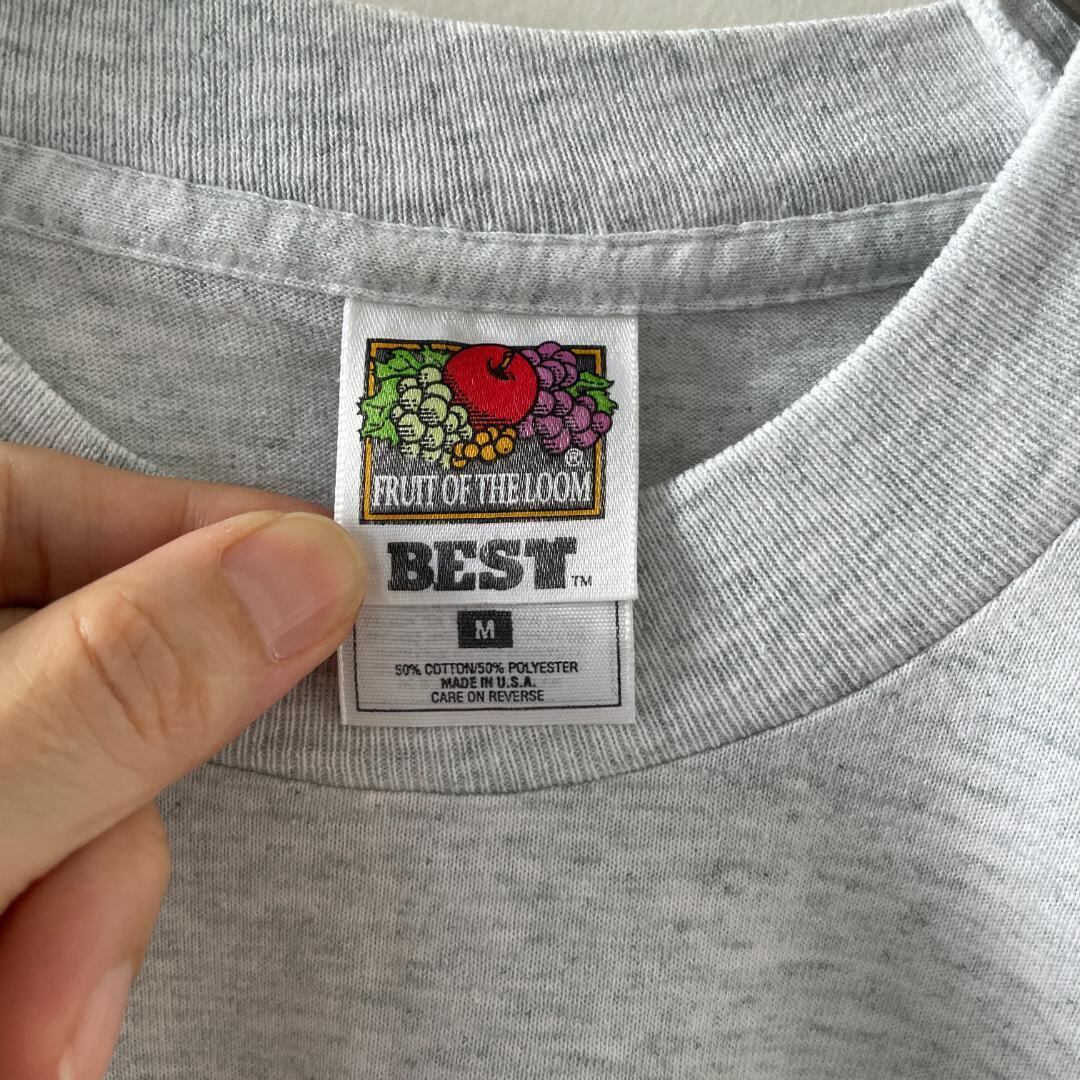 ®
FRUIT OF THE LOOM
BEST™
M
50% COTTON/50% POLYESTER
MADE IN U.S.A.
CARE ON REVERSE